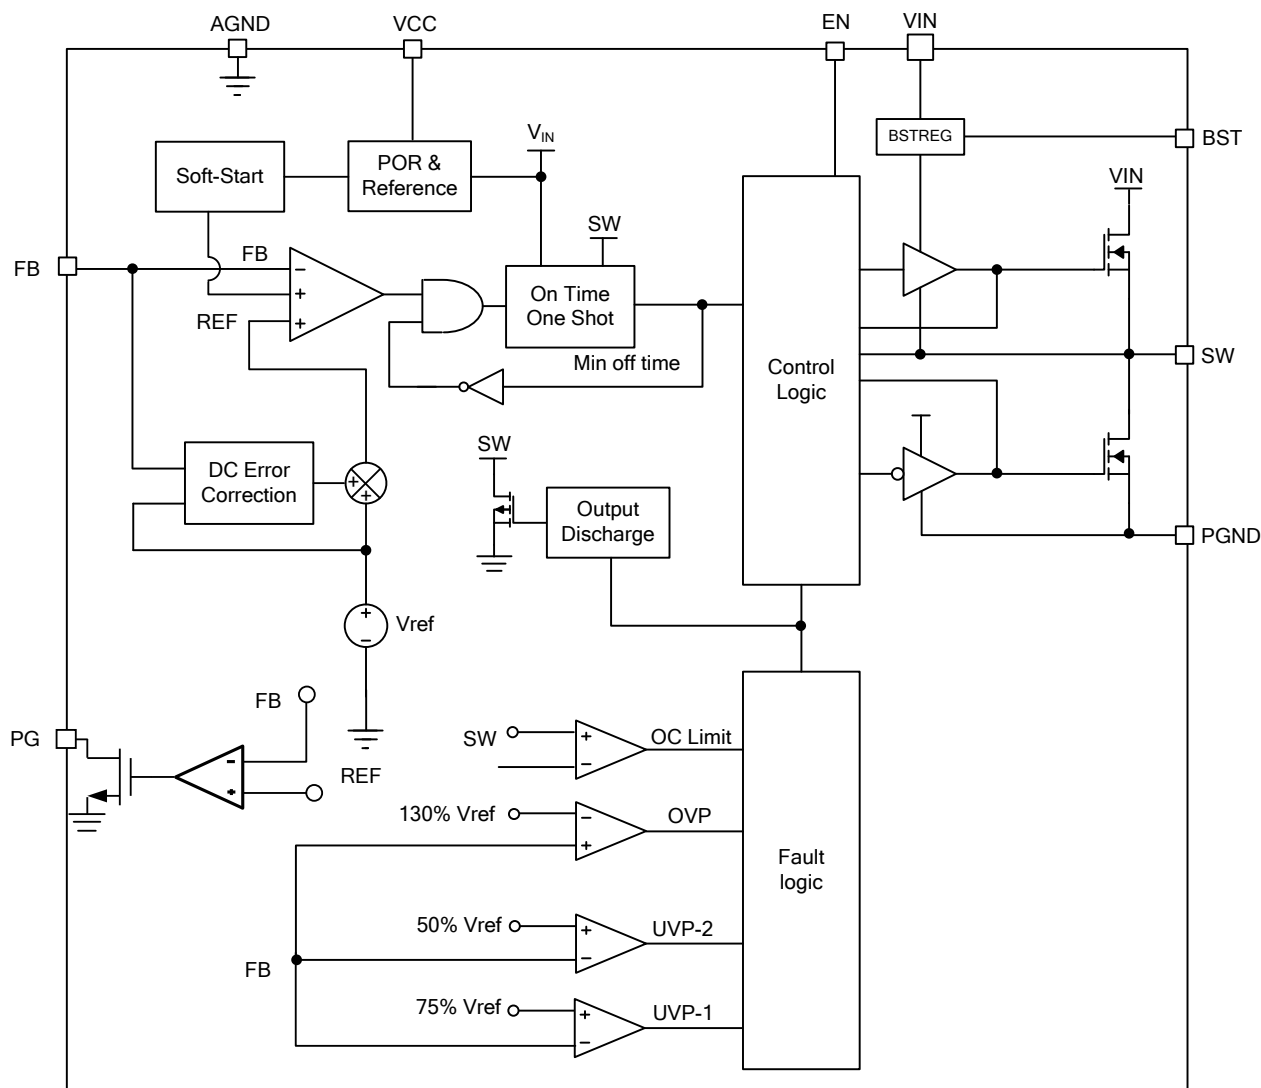 AGND
VCC
EN
VIN
BSTREG
BST
V_IN
Soft-Start
POR &
Reference
VIN
SW
FB
FB
−
+
+
REF
On Time
One Shot
Min off time
Control
Logic
SW
SW
DC Error
Correction
+
+
Output
Discharge
PGND
+
−
Vref
FB
PG
-
+
REF
SW
+
−
OC Limit
130% Vref
−
+
OVP
Fault
logic
50% Vref
+
−
UVP-2
FB
75% Vref
+
−
UVP-1